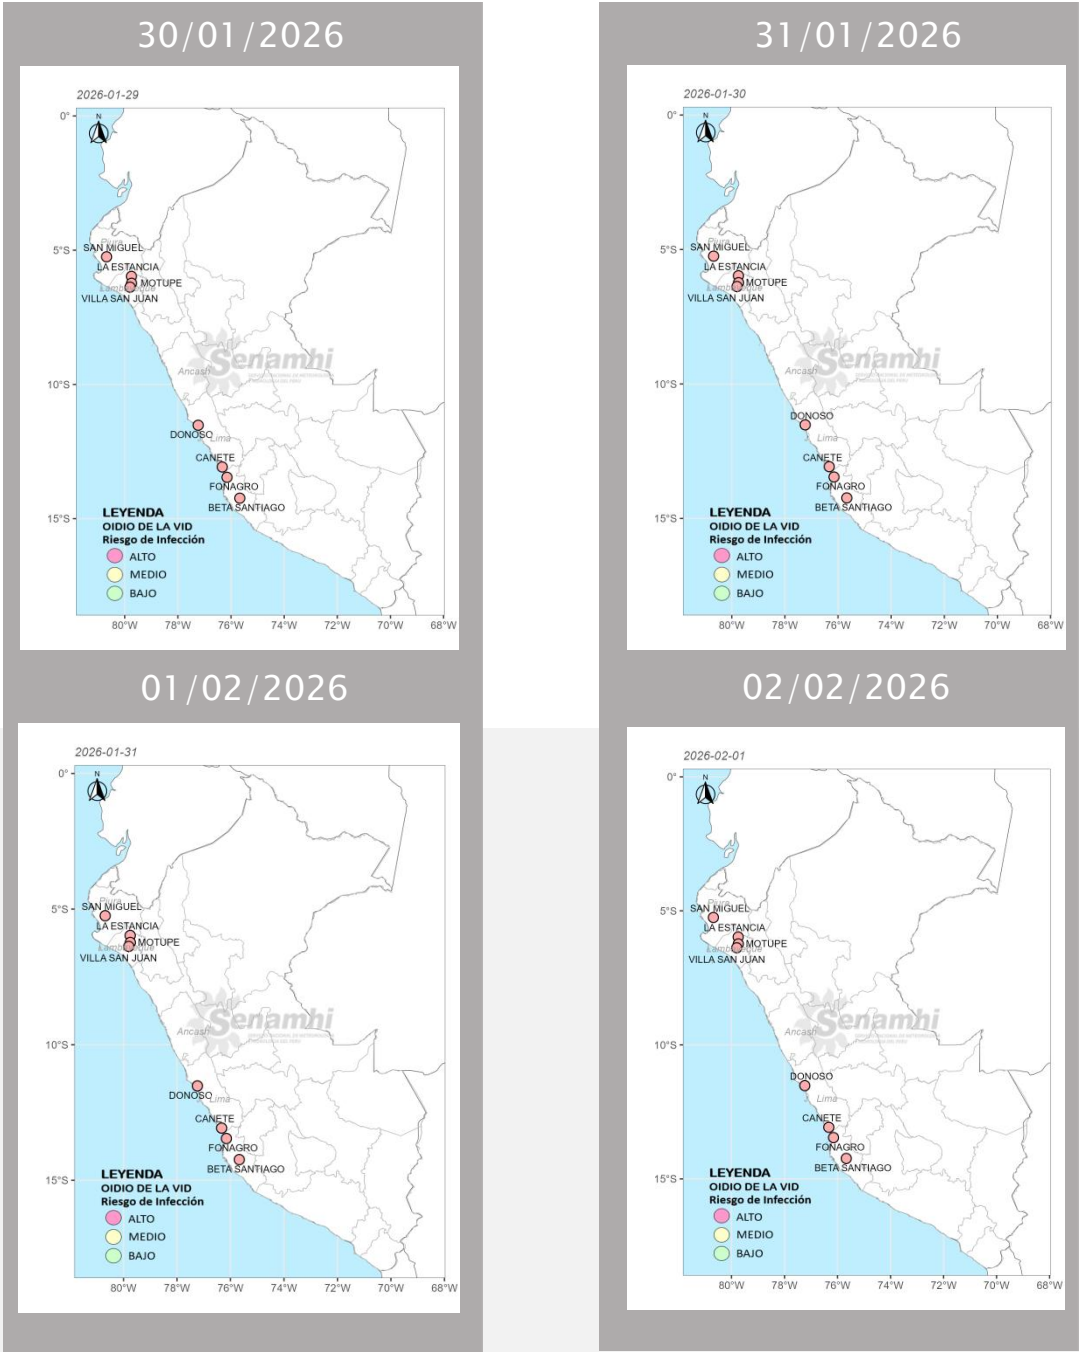 30/01/2026
2026-01-29
N
0°
5°S
10°S
15°S
Piura
SAN MIGUEL
LA ESTANCIA
MOTUPE
VILLA SAN JUAN
Senamhi
Ancash
DONOSO
Lima
CANETE
FONAGRO
BETA SANTIAGO
LEYENDA
OIDIO DE LA VID
Riesgo de Infección
ALTO
MEDIO
BAJO
80°W 78°W 76°W 74°W 72°W 70°W 68°W
31/01/2026
2026-01-30
N
0°
5°S
10°S
15°S
Piura
SAN MIGUEL
LA ESTANCIA
MOTUPE
VILLA SAN JUAN
Senamhi
Ancash
DONOSO
Lima
CANETE
FONAGRO
BETA SANTIAGO
LEYENDA
OIDIO DE LA VID
Riesgo de Infección
ALTO
MEDIO
BAJO
80°W 78°W 76°W 74°W 72°W 70°W 68°W
01/02/2026
2026-01-31
N
0°
5°S
10°S
15°S
Piura
SAN MIGUEL
LA ESTANCIA
MOTUPE
VILLA SAN JUAN
Senamhi
Ancash
DONOSO
Lima
CANETE
FONAGRO
BETA SANTIAGO
LEYENDA
OIDIO DE LA VID
Riesgo de Infección
ALTO
MEDIO
BAJO
80°W 78°W 76°W 74°W 72°W 70°W 68°W
02/02/2026
2026-02-01
N
0°
5°S
10°S
15°S
Piura
SAN MIGUEL
LA ESTANCIA
MOTUPE
VILLA SAN JUAN
Senamhi
Ancash
DONOSO
Lima
CANETE
FONAGRO
BETA SANTIAGO
LEYENDA
OIDIO DE LA VID
Riesgo de Infección
ALTO
MEDIO
BAJO
80°W 78°W 76°W 74°W 72°W 70°W 68°W